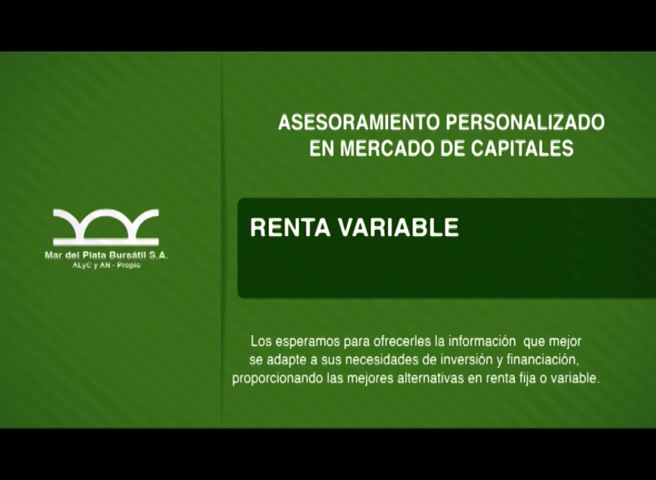 ASESORAMIENTO PERSONALIZADO
EN MERCADO DE CAPITALES
RENTA VARIABLE
Mar del Plata Bursátil S.A.
ALyC y AN - Propio
Los esperamos para ofrecerles la información que mejor
se adapte a sus necesidades de inversión y financiación,
proporcionando las mejores alternativas en renta fija o variable.